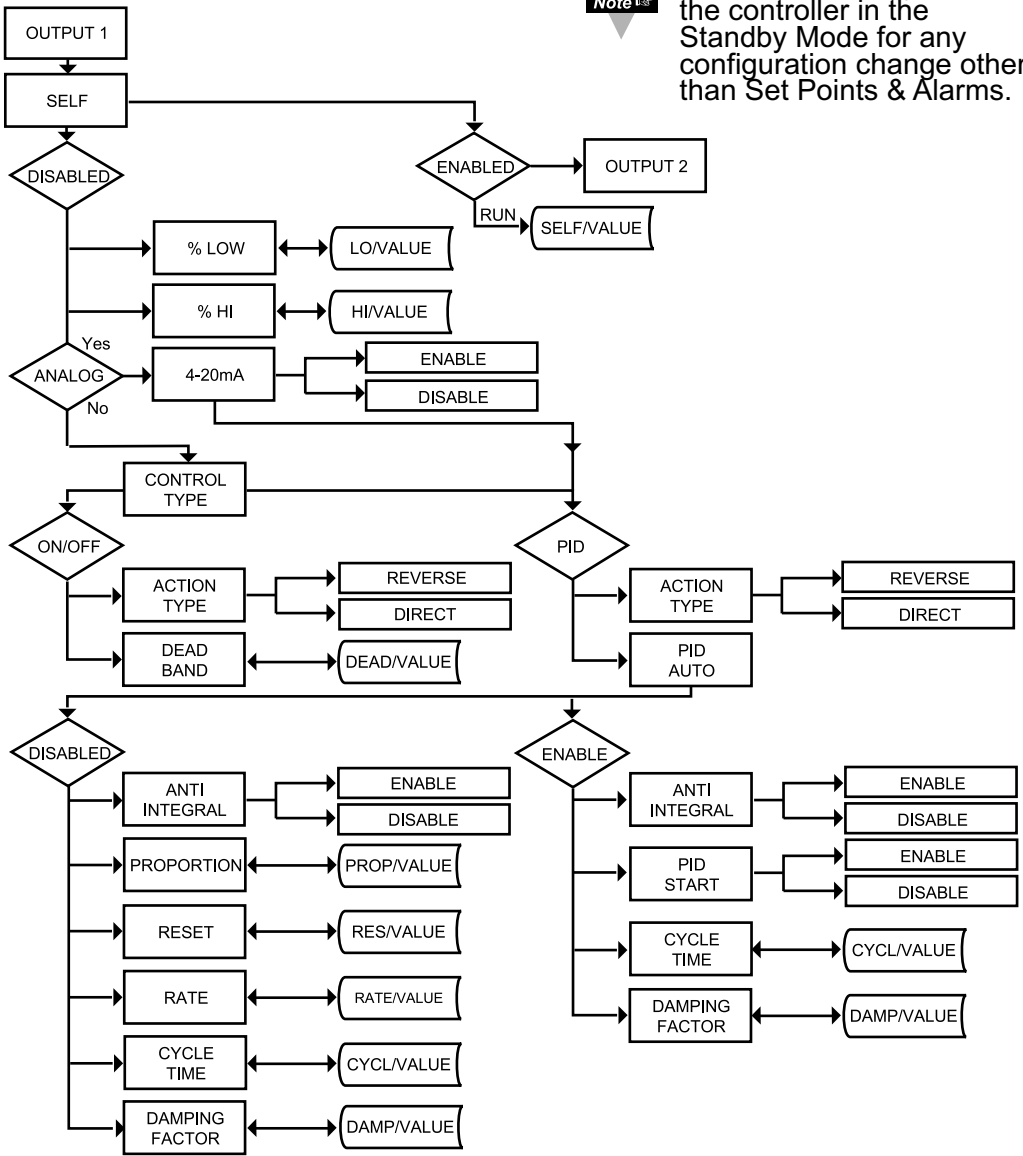 Note
the controller in the
Standby Mode for any
configuration change other
than Set Points & Alarms.
OUTPUT 1
SELF
DISABLED
ENABLED
OUTPUT 2
RUN
SELF/VALUE
% LOW
LO/VALUE
% HI
HI/VALUE
Yes
ANALOG
No
4-20mA
ENABLE
DISABLE
CONTROL
TYPE
ON/OFF
PID
ACTION
TYPE
REVERSE
DIRECT
DEAD
BAND
DEAD/VALUE
ACTION
TYPE
REVERSE
DIRECT
PID
AUTO
DISABLED
ANTI
INTEGRAL
ENABLE
DISABLE
PROPORTION
PROP/VALUE
RESET
RES/VALUE
RATE
RATE/VALUE
CYCLE
TIME
CYCL/VALUE
DAMPING
FACTOR
DAMP/VALUE
ENABLE
ANTI
INTEGRAL
ENABLE
DISABLE
PID
START
ENABLE
DISABLE
CYCLE
TIME
CYCL/VALUE
DAMPING
FACTOR
DAMP/VALUE